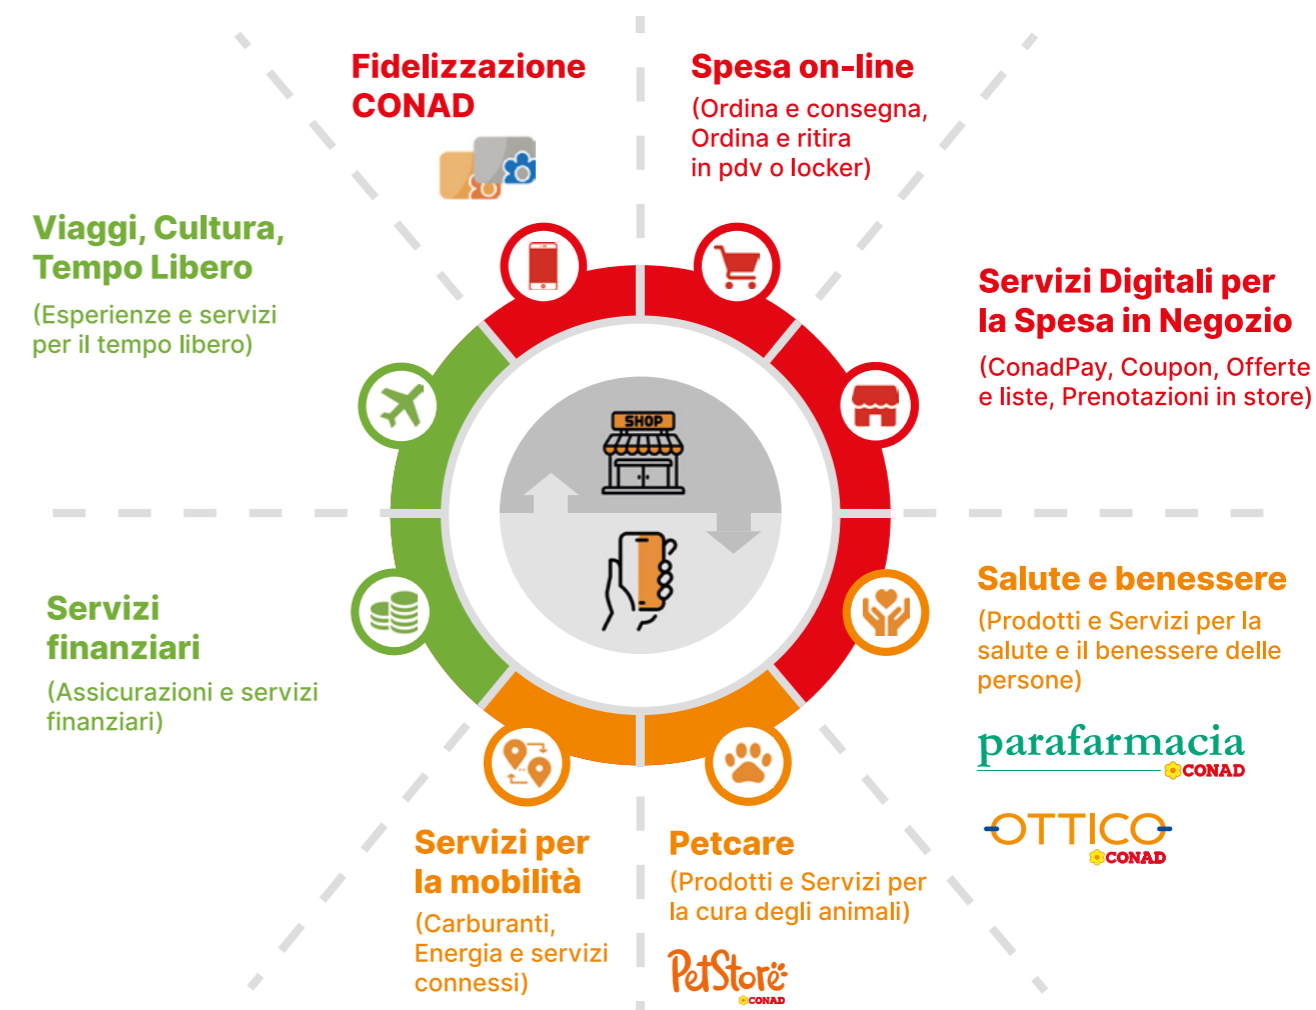 Fidelizzazione
CONAD
Spesa on-line
(Ordina e consegna,
Ordina e ritira
in pdv o locker)
Viaggi, Cultura,
Tempo Libero
(Esperienze e servizi
per il tempo libero)
Servizi Digitali per
la Spesa in Negozio
(ConadPay, Coupon, Offerte
e liste, Prenotazioni in store)
SHOP
Servizi
finanziari
(Assicurazioni e servizi
finanziari)
Salute e benessere
(Prodotti e Servizi per la
salute e il benessere delle
persone)
parafarmacia
CONAD
OTTICO
CONAD
Servizi per
la mobilità
(Carburanti,
Energia e servizi
connessi)
Petcare
(Prodotti e Servizi per
la cura degli animali)
PetStore
CONAD